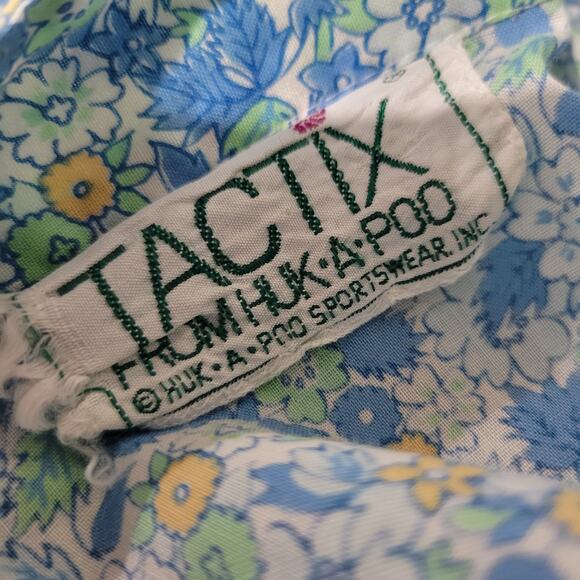 TACTIX
FROM HUK·A·POO
© HUK·A·POO SPORTSWEAR, INC